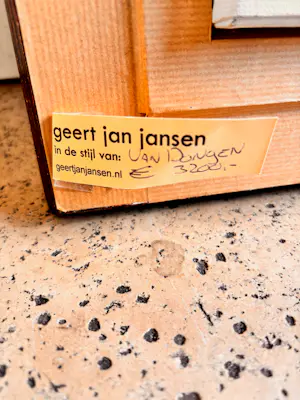 geert jan jansen
in de stijl van: VAN DONGEN
geertjanjansen.nl € 3200,-